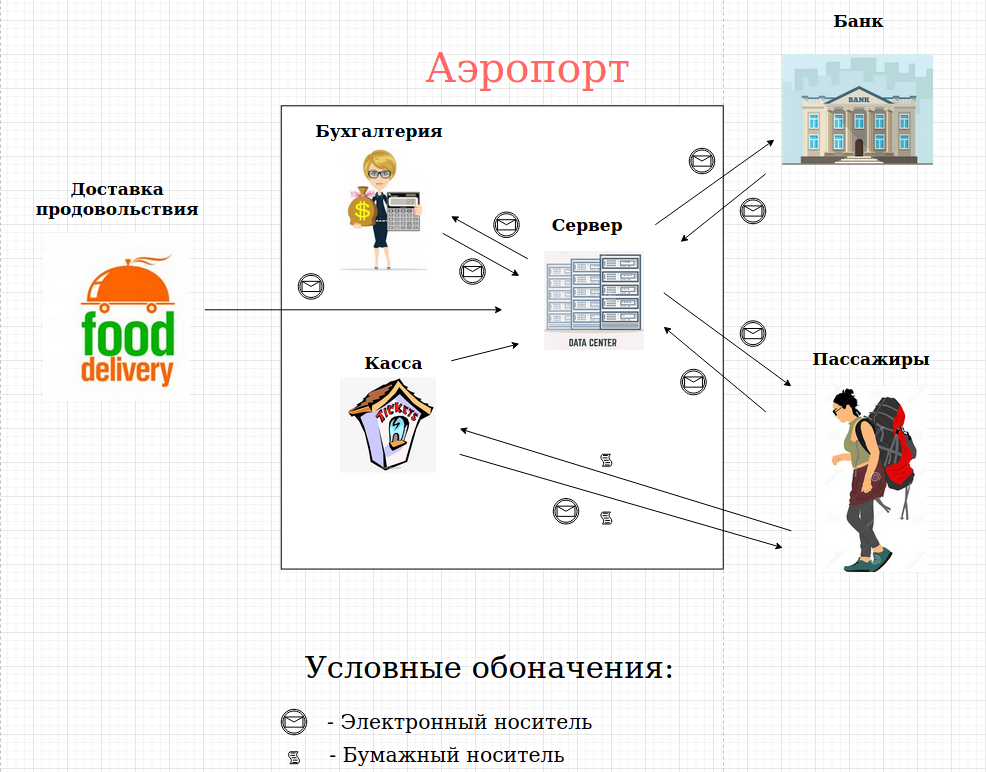 Банк
Аэропорт
BANK
Бухгалтерия
Доставка
продовольствия
Сервер
food
delivery
DATA CENTER
Касса
Пассажиры
TICKETS
Условные обоначения:
- Электронный носитель
- Бумажный носитель